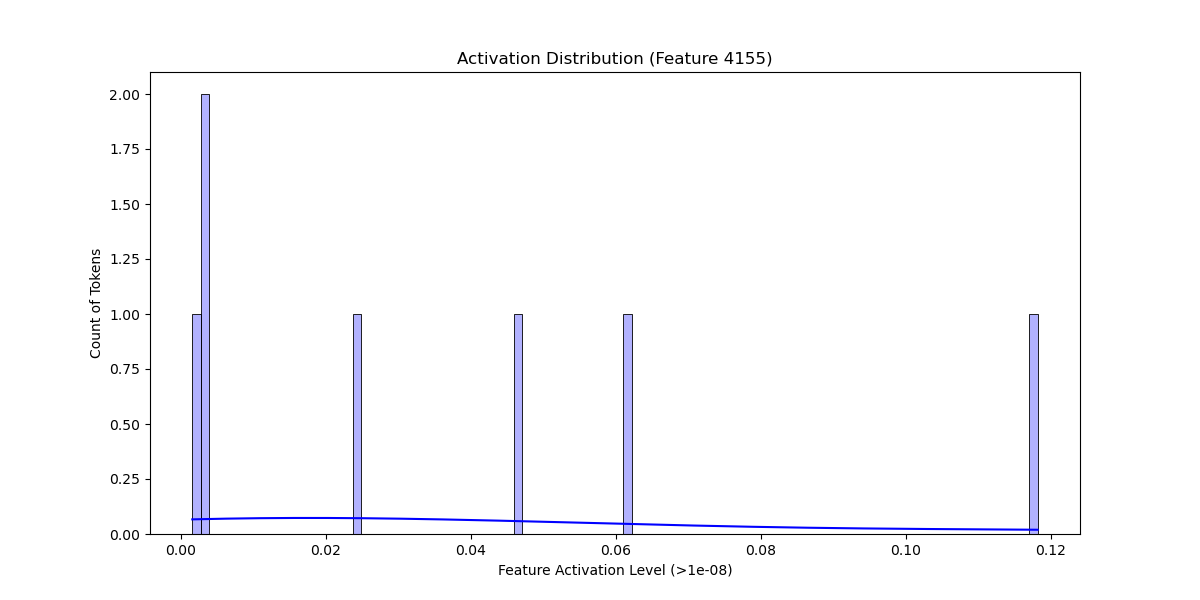 Activation Distribution (Feature 4155)
2.00
1.75
1.50
1.25
1.00
0.75
0.50
0.25
0.00
Count of Tokens
0.00 0.02 0.04 0.06 0.08 0.10 0.12
Feature Activation Level (>1e-08)